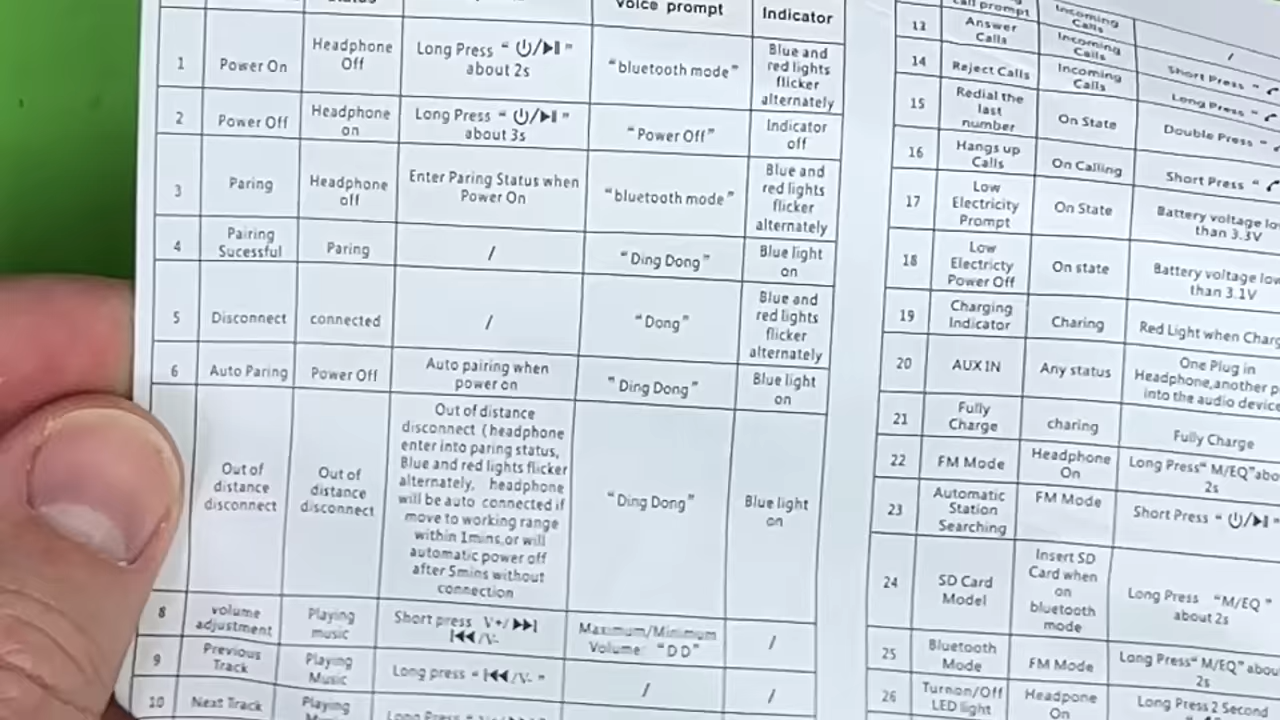 Voice prompt
Indicator
1
Power On
Headphone
Off
Long Press “ ⏻/▶II ”
about 2s
“bluetooth mode”
Blue and
red lights
flicker
alternately
2
Power Off
Headphone
on
Long Press “ ⏻/▶II ”
about 3s
“Power Off”
Indicator
off
3
Paring
Headphone
off
Enter Paring Status when
Power On
“bluetooth mode”
Blue and
red lights
flicker
alternately
4
Pairing
Sucessful
Paring
/
“Ding Dong”
Blue light
on
5
Disconnect
connected
/
“Dong”
Blue and
red lights
flicker
alternately
6
Auto Paring
Power Off
Auto pairing when
power on
“Ding Dong”
Blue light
on
Out of
distance
disconnect
Out of
distance
disconnect
Out of distance
disconnect (headphone
enter into paring status,
Blue and red lights flicker
alternately, headphone
will be auto connected if
move to working range
within 1mins,or will
automatic power off
after 5mins without
connection
“Ding Dong”
Blue light
on
8
volume
adjustment
Playing
music
Short press V+/▶▶I
I◀◀/V-
Maximum/Minimum
Volume: “DD”
/
9
Previous
Track
Playing
Music
Long press “I◀◀/V-”
/
/
10
Next Track
Playing
Long Press
prompt
Incoming
Calls
13
Answer
Calls
Incoming
Calls
/
Short Press “
14
Reject Calls
Incoming
Calls
Long Press “
15
Redial the
last
number
On State
Double Press “
16
Hangs up
Calls
On Calling
Short Press “
17
Low
Electricity
Prompt
On State
Battery voltage
than 3.3V
18
Low
Electricty
Power Off
On state
Battery voltage
than 3.1V
19
Charging
Indicator
Charing
Red Light when
20
AUX IN
Any status
One Plug in
Headphone,another
into the audio
21
Fully
Charge
charing
Fully Charge
22
FM Mode
Headphone
On
Long Press“ M/EQ”
2s
23
Automatic
Station
Searching
FM Mode
Short Press “ ⏻/▶II”
24
SD Card
Model
Insert SD
Card when
on
bluetooth
mode
Long Press “M/EQ ”
about 2s
25
Bluetooth
Mode
FM Mode
Long Press“ M/EQ”
2s
26
Turnon/Off
LED light
Headpone
On
Long Press 2 Second